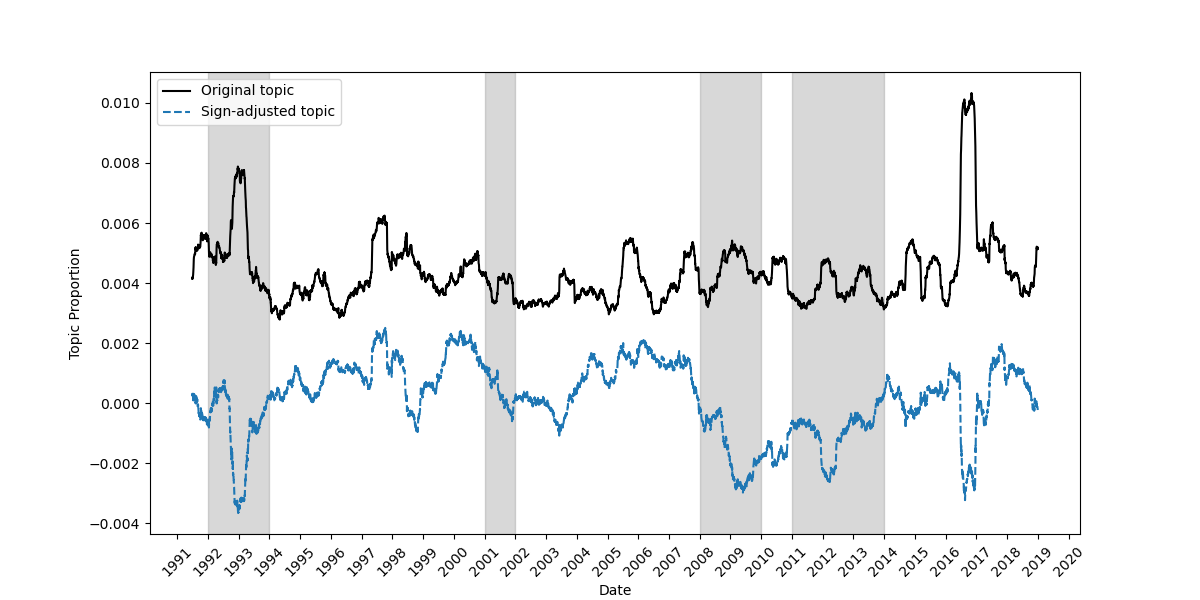 Original topic
Sign-adjusted topic
0.010
0.008
0.006
0.004
0.002
0.000
−0.002
−0.004
Topic Proportion
1991 1992 1993 1994 1995 1996 1997 1998 1999 2000 2001 2002 2003 2004 2005 2006 2007 2008 2009 2010 2011 2012 2013 2014 2015 2016 2017 2018 2019 2020
Date